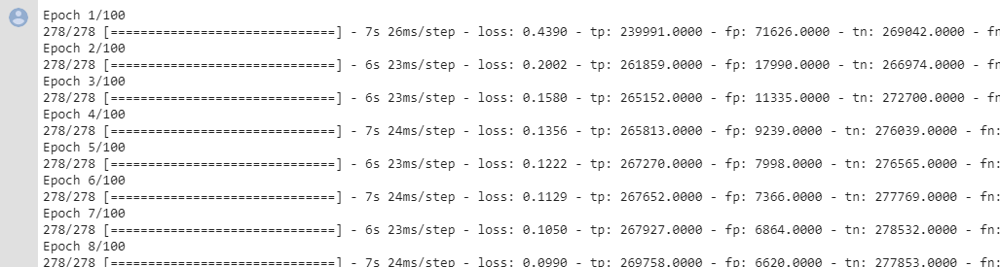 Epoch 1/100
278/278 [==============================] - 7s 26ms/step - loss: 0.4390 - tp: 239991.0000 - fp: 71626.0000 - tn: 269042.0000 - fn
Epoch 2/100
278/278 [==============================] - 6s 23ms/step - loss: 0.2002 - tp: 261859.0000 - fp: 17990.0000 - tn: 266974.0000 - fn
Epoch 3/100
278/278 [==============================] - 6s 23ms/step - loss: 0.1580 - tp: 265152.0000 - fp: 11335.0000 - tn: 272700.0000 - fn
Epoch 4/100
278/278 [==============================] - 7s 24ms/step - loss: 0.1356 - tp: 265813.0000 - fp: 9239.0000 - tn: 276039.0000 - fn:
Epoch 5/100
278/278 [==============================] - 6s 23ms/step - loss: 0.1222 - tp: 267270.0000 - fp: 7998.0000 - tn: 276565.0000 - fn:
Epoch 6/100
278/278 [==============================] - 7s 24ms/step - loss: 0.1129 - tp: 267652.0000 - fp: 7366.0000 - tn: 277769.0000 - fn:
Epoch 7/100
278/278 [==============================] - 6s 23ms/step - loss: 0.1050 - tp: 267927.0000 - fp: 6864.0000 - tn: 278532.0000 - fn:
Epoch 8/100
278/278 [==============================] - 7s 24ms/step - loss: 0.0990 - tp: 269758.0000 - fp: 6620.0000 - tn: 277853.0000 - fn: